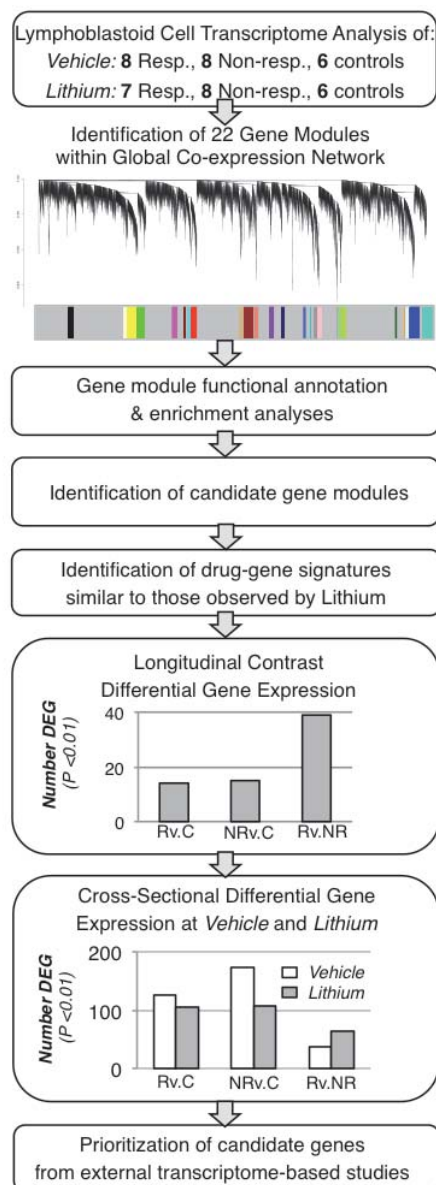 Lymphoblastoid Cell Transcriptome Analysis of:
Vehicle: 8 Resp., 8 Non-resp., 6 controls
Lithium: 7 Resp., 8 Non-resp., 6 controls
Identification of 22 Gene Modules
within Global Co-expression Network
Gene module functional annotation
& enrichment analyses
Identification of candidate gene modules
Identification of drug-gene signatures
similar to those observed by Lithium
Longitudinal Contrast
Differential Gene Expression
Number DEG
(P <0.01)
40
20
0
Rv.C NRv.C Rv.NR
Cross-Sectional Differential Gene
Expression at Vehicle and Lithium
Number DEG
(P <0.01)
200
100
0
Vehicle
Lithium
Rv.C NRv.C Rv.NR
Prioritization of candidate genes
from external transcriptome-based studies